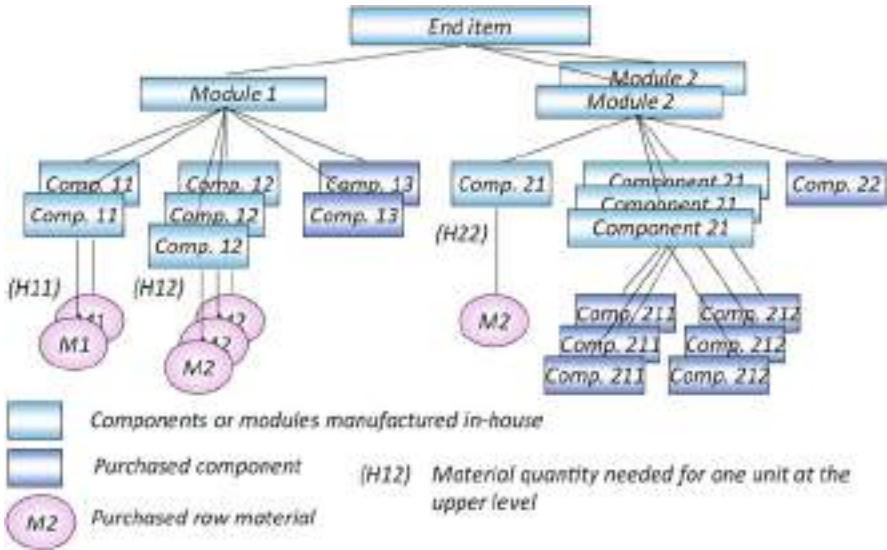 End item
Module 2
Module 1
Module 2
Comp. 11
Comp. 12
Comp. 13
Comp. 21
Component 21
Comp. 22
Comp. 11
Comp. 12
Comp. 13
Component 21
Comp. 12
Component 21
(H11)
(H12)
(H22)
M1
M2
M2
M1
M2
M2
Comp. 211
Comp. 212
Comp. 211
Comp. 212
Comp. 211
Comp. 212
Components or modules manufactured in-house
Purchased component
(H12) Material quantity needed for one unit at the
upper level
M2 Purchased raw material